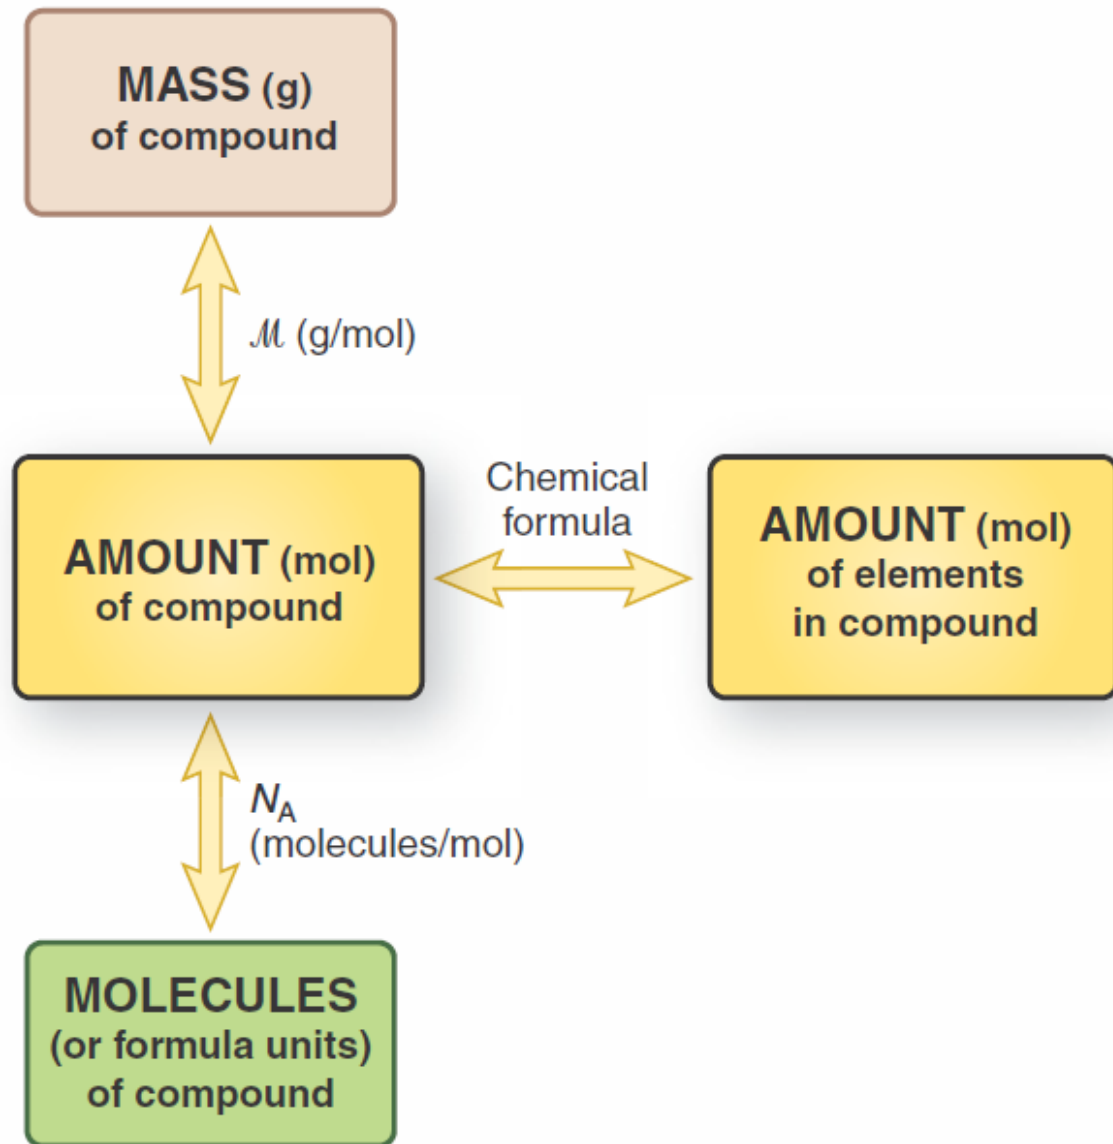 MASS (g)
of compound
ℳ (g/mol)
Chemical
formula
AMOUNT (mol)
of compound
AMOUNT (mol)
of elements
in compound
NA
(molecules/mol)
MOLECULES
(or formula units)
of compound